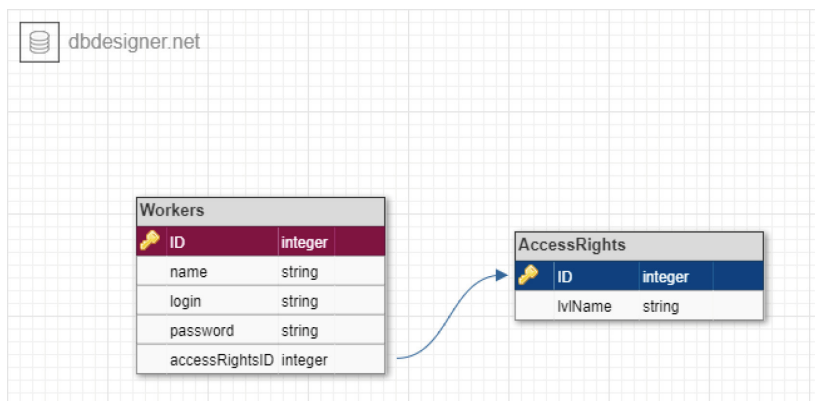 dbdesigner.net
Workers
ID integer
name string
login string
password string
accessRightsID integer
AccessRights
ID integer
lvlName string